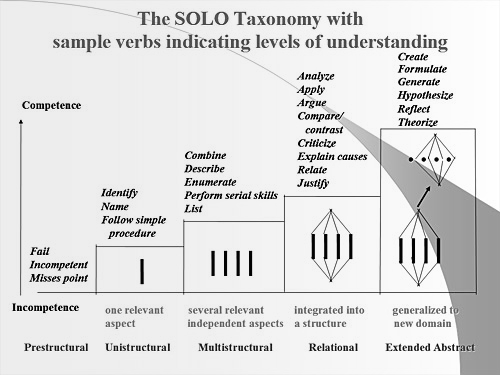 The SOLO Taxonomy with
sample verbs indicating levels of understanding
Competence
Fail
Incompetent
Misses point
Incompetence
Prestructural
Identify
Name
Follow simple
procedure
one relevant
aspect
Unistructural
Combine
Describe
Enumerate
Perform serial skills
List
several relevant
independent aspects
Multistructural
Analyze
Apply
Argue
Compare/
contrast
Criticize
Explain causes
Relate
Justify
integrated into
a structure
Relational
Create
Formulate
Generate
Hypothesize
Reflect
Theorize
generalized to
new domain
Extended Abstract